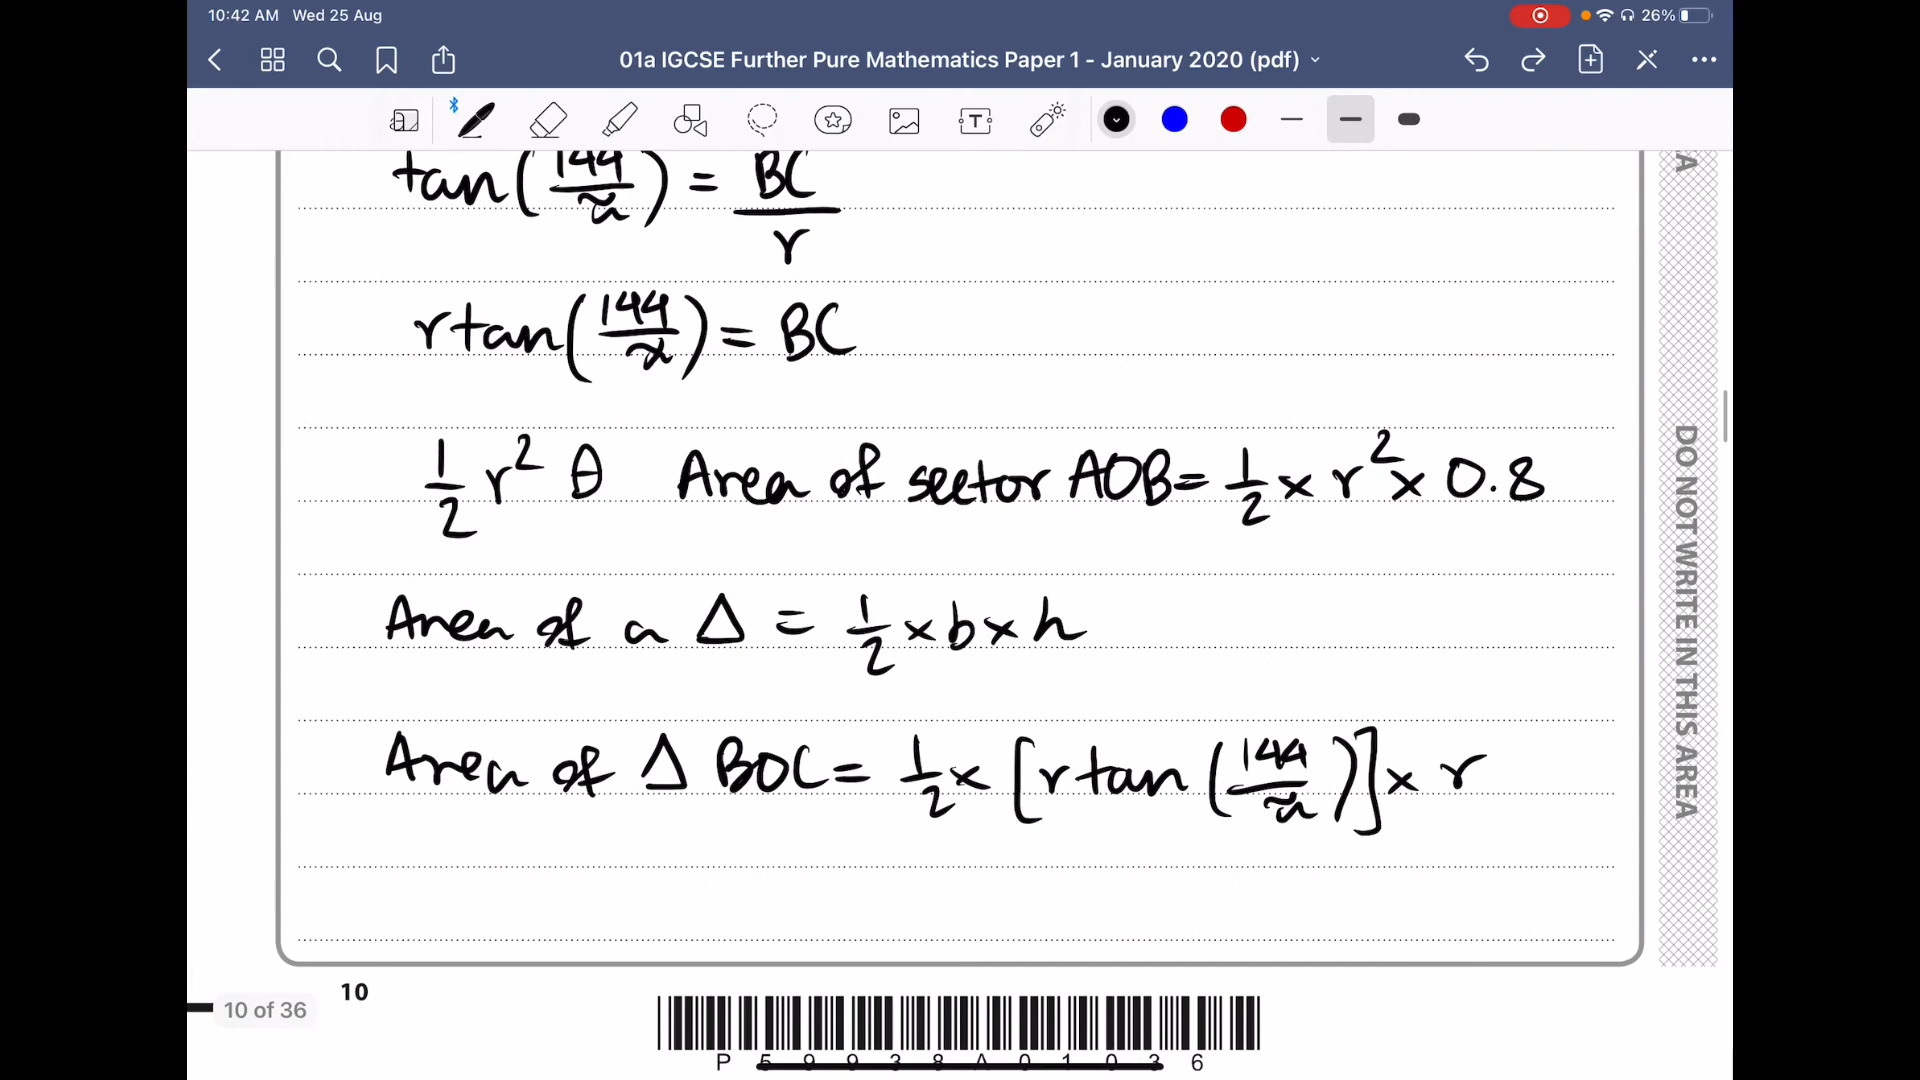 10:42 AM Wed 25 Aug 26%
01a IGCSE Further Pure Mathematics Paper 1 - January 2020 (pdf)
a T
tan(144/π) = BC/r
A
rtan(144/π) = BC
1/2 r² θ Area of sector AOB = 1/2 × r² × 0.8
Area of a Δ = 1/2 × b × h
Area of Δ BOC = 1/2 × [r tan(144/π)] × r
DO NOT WRITE IN THIS AREA
10
10 of 36
P 5 9 9 3 8 A 0 1 0 3 6